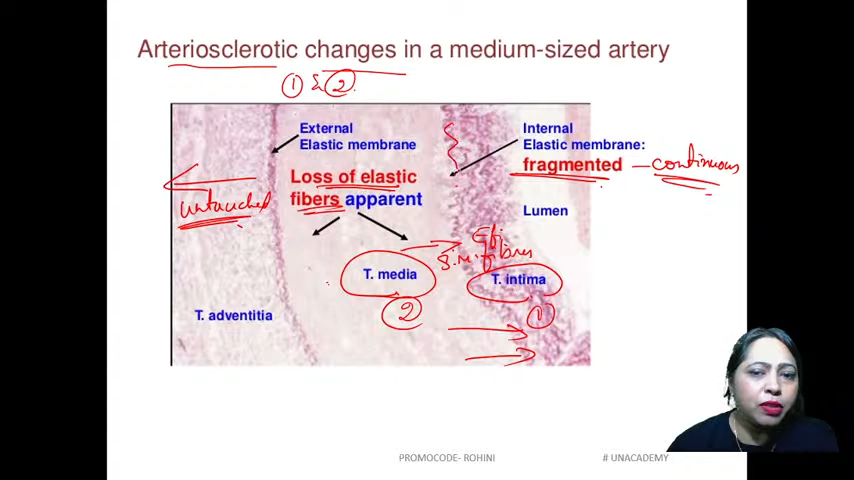 Arteriosclerotic changes in a medium-sized artery
① & ②
External
Elastic membrane
Internal
Elastic membrane:
fragmented
continuous
Loss of elastic
fibers apparent
untouched
Lumen
T. media
②
T. intima
①
T. adventitia
PROMOCODE- ROHINI
# UNACADEMY